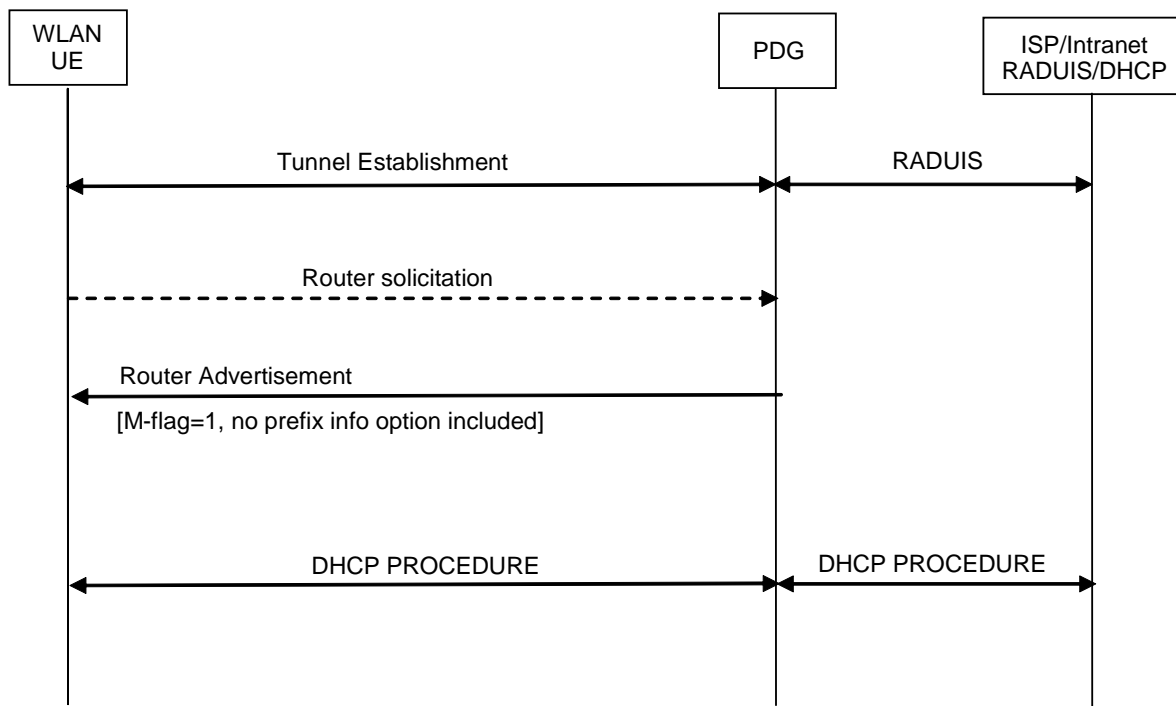 WLAN
UE
PDG
ISP/Intranet
RADUIS/DHCP
Tunnel Establishment
RADUIS
Router solicitation
Router Advertisement
[M-flag=1, no prefix info option included]
DHCP PROCEDURE
DHCP PROCEDURE